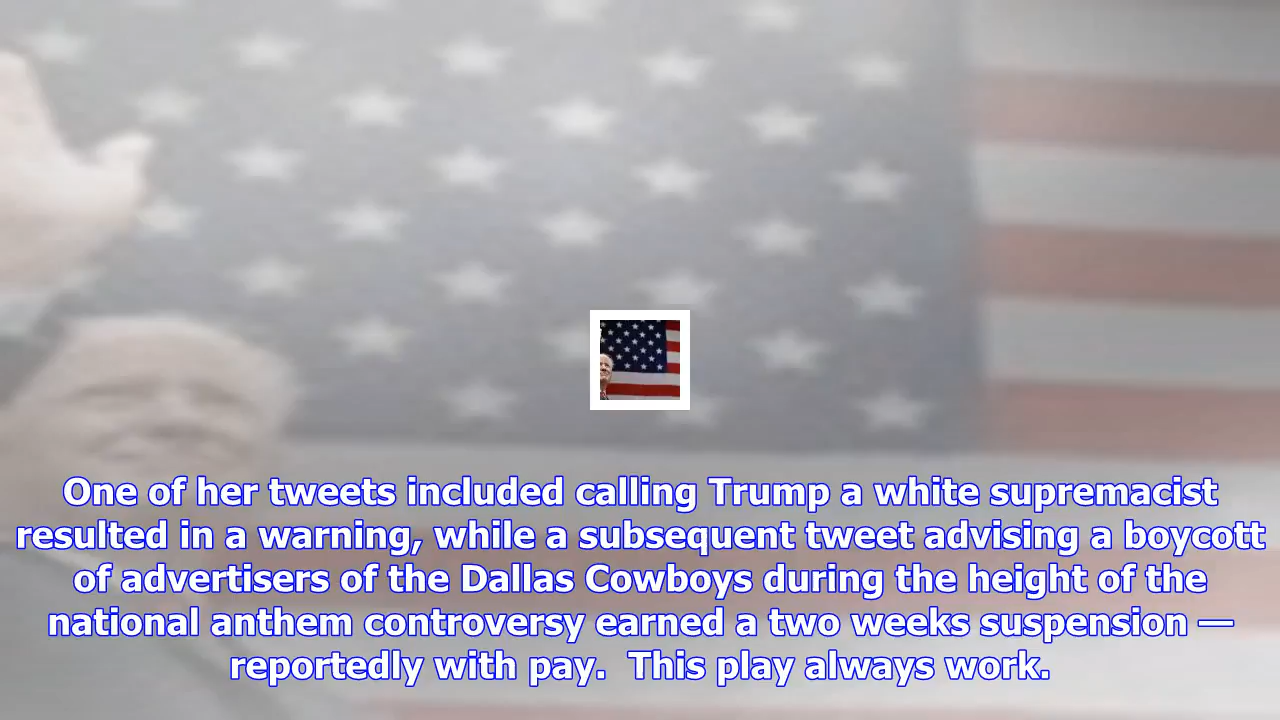 One of her tweets included calling Trump a white supremacist
resulted in a warning, while a subsequent tweet advising a boycott
of advertisers of the Dallas Cowboys during the height of the
national anthem controversy earned a two weeks suspension —
reportedly with pay.  This play always work.